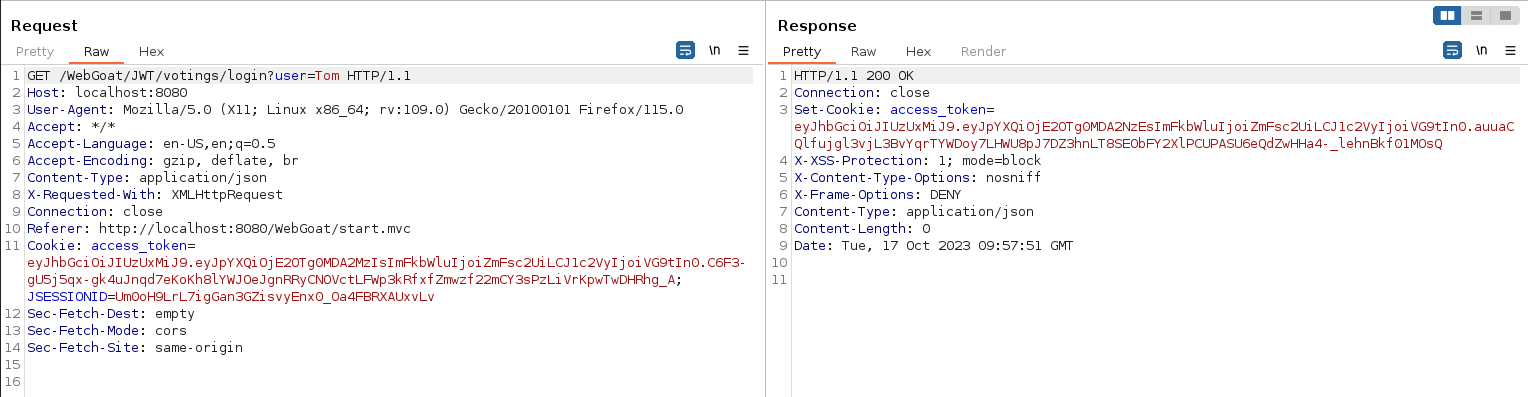 Request
Pretty Raw Hex \n
1 GET /WebGoat/JWT/votings/login?user=Tom HTTP/1.1
2 Host: localhost:8080
3 User-Agent: Mozilla/5.0 (X11; Linux x86_64; rv:109.0) Gecko/20100101 Firefox/115.0
4 Accept: */*
5 Accept-Language: en-US,en;q=0.5
6 Accept-Encoding: gzip, deflate, br
7 Content-Type: application/json
8 X-Requested-With: XMLHttpRequest
9 Connection: close
10 Referer: http://localhost:8080/WebGoat/start.mvc
11 Cookie: access_token=
eyJhbGciOiJIUzUxMiJ9.eyJpYXQiOjE2OTg0MDA2MzIsImFkbWluIjoiZmFsc2UiLCJ1c2VyIjoiVG9tIn0.C6F3-
gU5j5qx-gk4uJnqd7eKoKh8lYWJOeJgnRRyCNOVctLFWp3kRfxfZmwzf22mCY3sPzLiVrKpwTwDHRhg_A;
JSESSIONID=Um0oH9LrL7igGan3GZisvyEnx0_Oa4FBRXAUxvLv
12 Sec-Fetch-Dest: empty
13 Sec-Fetch-Mode: cors
14 Sec-Fetch-Site: same-origin
15
16
Response
Pretty Raw Hex Render \n
1 HTTP/1.1 200 OK
2 Connection: close
3 Set-Cookie: access_token=
eyJhbGciOiJIUzUxMiJ9.eyJpYXQiOjE2OTg0MDA2NzEsImFkbWluIjoiZmFsc2UiLCJ1c2VyIjoiVG9tIn0.auuaC
Qlfujgl3vjL3BvYqrTYWDoy7LHWU8pJ7DZ3hnLT8SEObFY2XlPCUPASU6eQdZwHHa4-_lehnBkf01MOsQ
4 X-XSS-Protection: 1; mode=block
5 X-Content-Type-Options: nosniff
6 X-Frame-Options: DENY
7 Content-Type: application/json
8 Content-Length: 0
9 Date: Tue, 17 Oct 2023 09:57:51 GMT
10
11